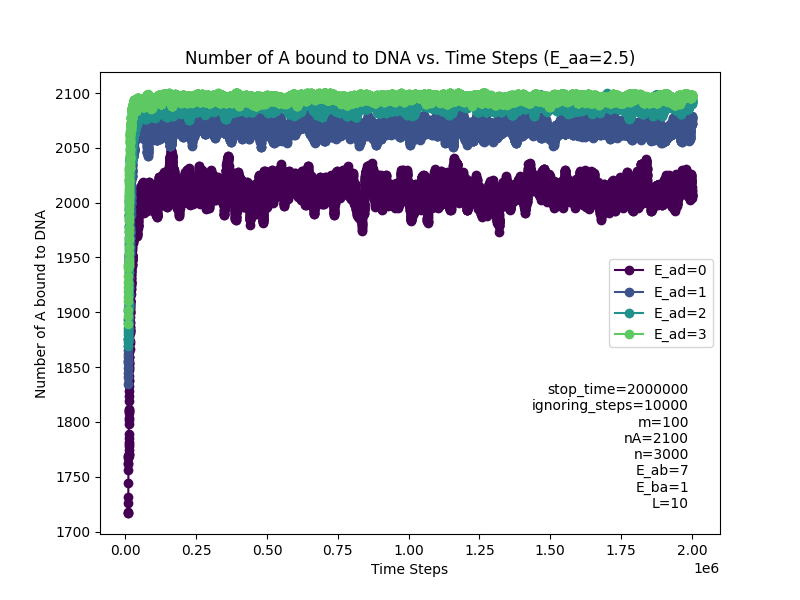 Number of A bound to DNA vs. Time Steps (E_aa=2.5)
Number of A bound to DNA
2100
2050
2000
1950
1900
1850
1800
1750
1700
E_ad=0
E_ad=1
E_ad=2
E_ad=3
stop_time=2000000
ignoring_steps=10000
m=100
nA=2100
n=3000
E_ab=7
E_ba=1
L=10
0.00 0.25 0.50 0.75 1.00 1.25 1.50 1.75 2.00
1e6
Time Steps